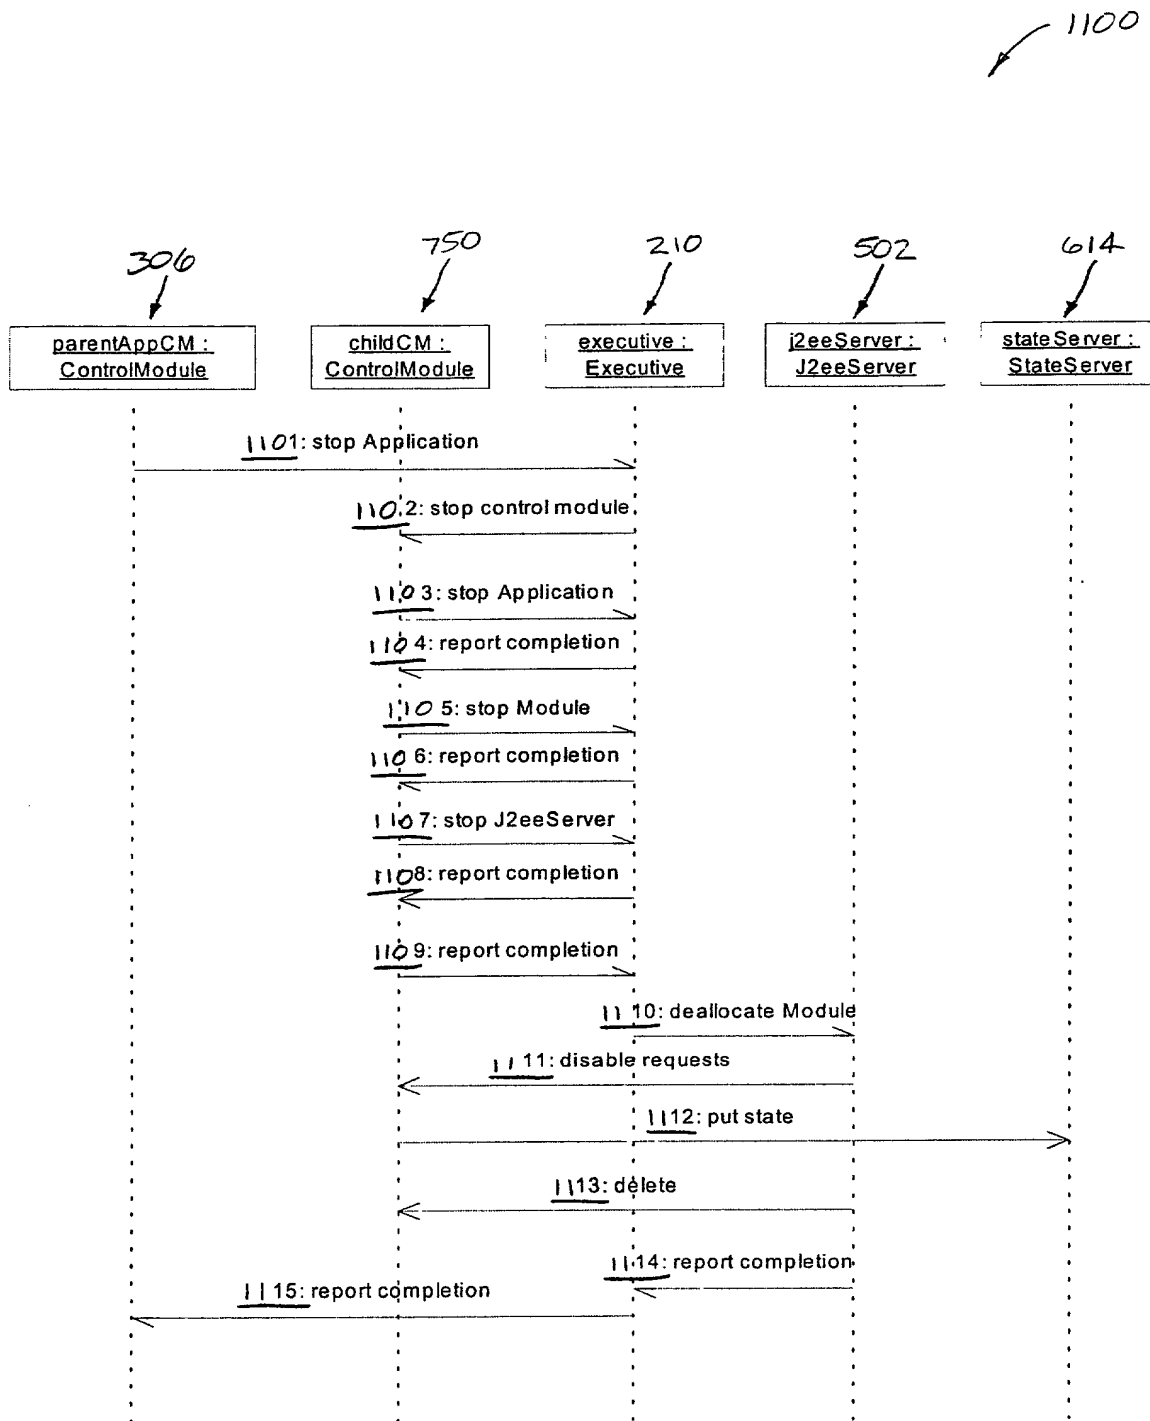 1100
306
750
210
502
614
parentAppCM :
ControlModule
childCM :
ControlModule
executive :
Executive
j2eeServer :
J2eeServer
stateServer :
StateServer
1101: stop Application
1102: stop control module
1103: stop Application
1104: report completion
1105: stop Module
1106: report completion
1107: stop J2eeServer
1108: report completion
1109: report completion
1110: deallocate Module
1111: disable requests
1112: put state
1113: delete
1114: report completion
1115: report completion